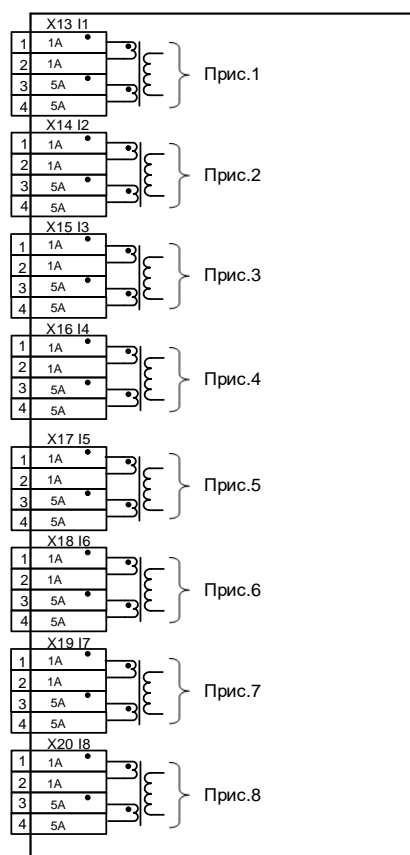 X13 I1
1 1A
2 1A
3 5A
4 5A
Прис.1
X14 I2
1 1A
2 1A
3 5A
4 5A
Прис.2
X15 I3
1 1A
2 1A
3 5A
4 5A
Прис.3
X16 I4
1 1A
2 1A
3 5A
4 5A
Прис.4
X17 I5
1 1A
2 1A
3 5A
4 5A
Прис.5
X18 I6
1 1A
2 1A
3 5A
4 5A
Прис.6
X19 I7
1 1A
2 1A
3 5A
4 5A
Прис.7
X20 I8
1 1A
2 1A
3 5A
4 5A
Прис.8